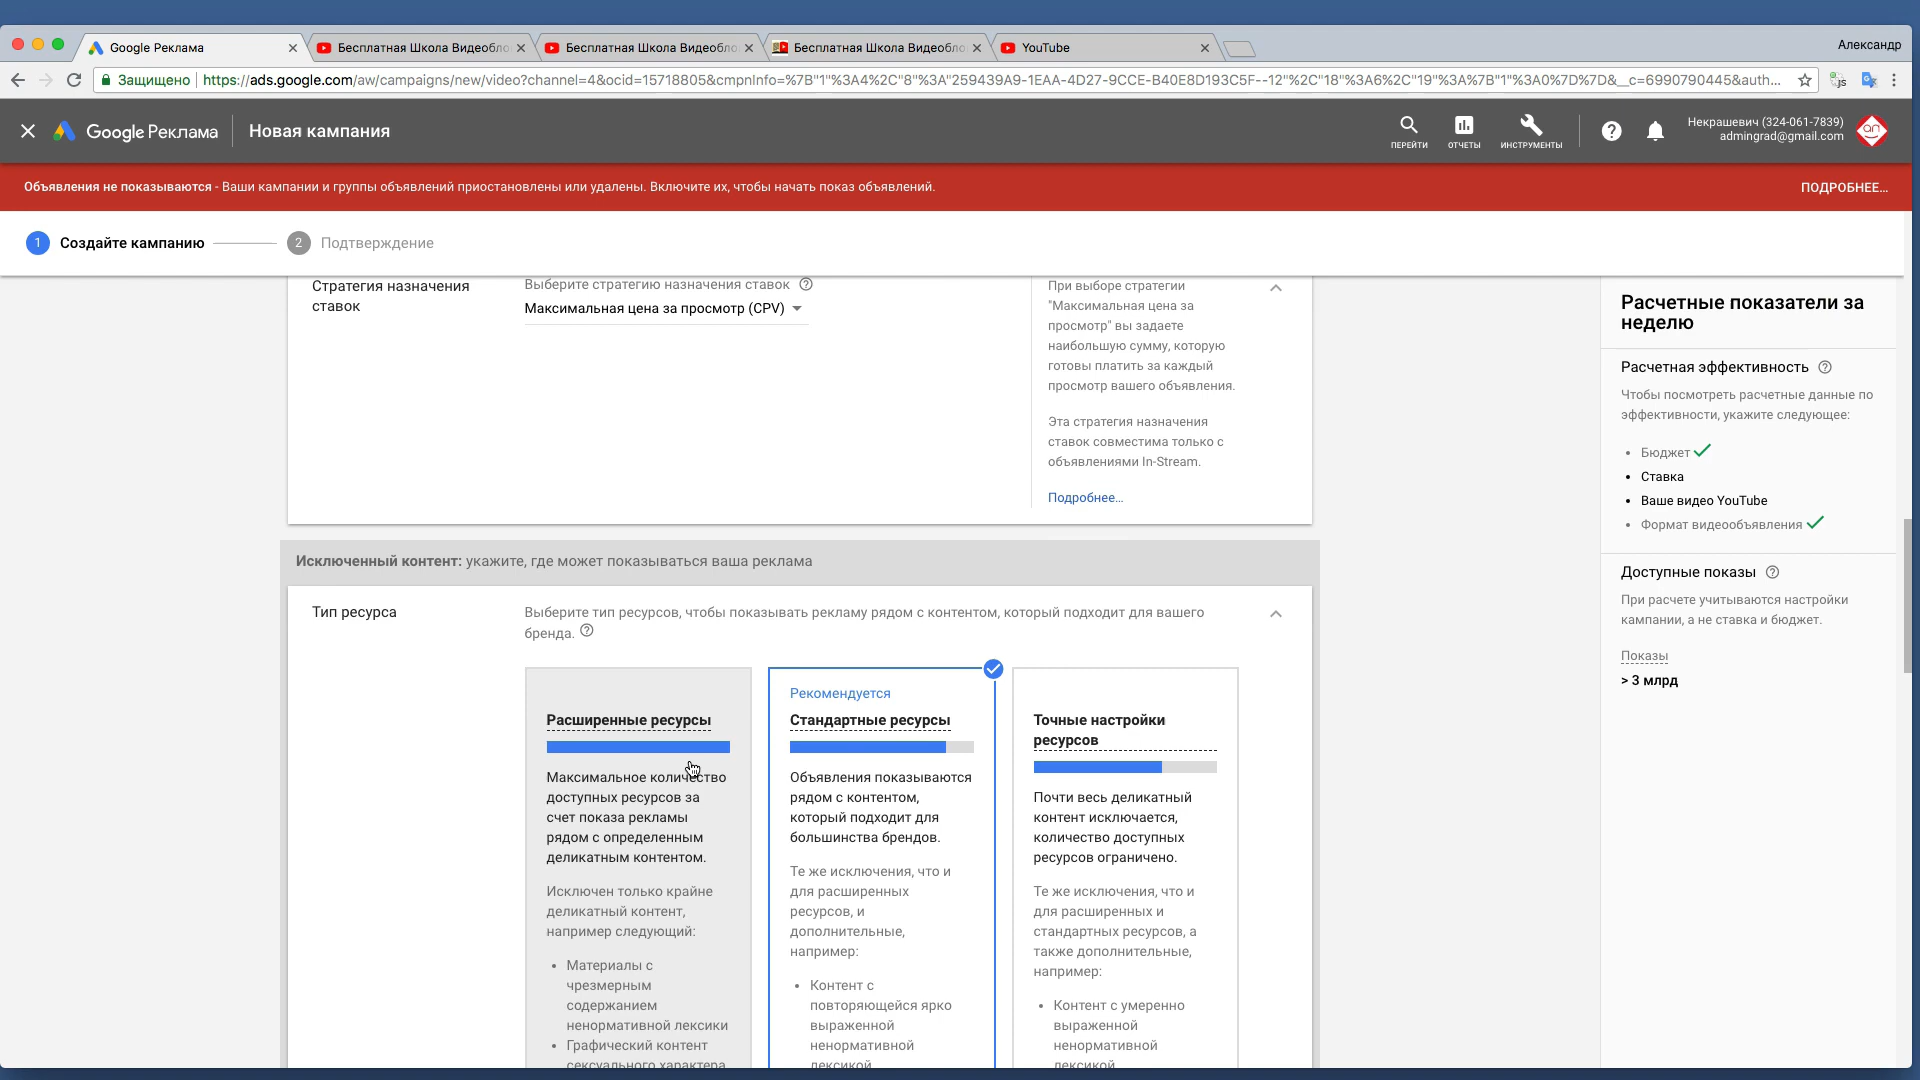 Google Реклама
Бесплатная Школа Видеобло
Бесплатная Школа Видеобло
Бесплатная Школа Видеобло
YouTube
Александр
Защищено
https://ads.google.com/aw/campaigns/new/video?channel=4&ocid=15718805&cmpnInfo=%7B"1"%3A4%2C"8"%3A"259439A9-1EAA-4D27-9CCE-B40E8D193C5F--12"%2C"18"%3A6%2C"19"%3A%7B"1"%3A0%7D%7D&__c=6990790445&auth...
Google Реклама
Новая кампания
ПЕРЕЙТИ
ОТЧЕТЫ
ИНСТРУМЕНТЫ
Некрашевич (324-061-7839)
admingrad@gmail.com
Объявления не показываются - Ваши кампании и группы объявлений приостановлены или удалены. Включите их, чтобы начать показ объявлений.
ПОДРОБНЕЕ...
1 Создайте кампанию
2 Подтверждение
Стратегия назначения
ставок
Выберите стратегию назначения ставок
Максимальная цена за просмотр (CPV)
При выборе стратегии
"Максимальная цена за
просмотр" вы задаете
наибольшую сумму, которую
готовы платить за каждый
просмотр вашего объявления.
Эта стратегия назначения
ставок совместима только с
объявлениями In-Stream.
Подробнее...
Исключенный контент: укажите, где может показываться ваша реклама
Тип ресурса
Выберите тип ресурсов, чтобы показывать рекламу рядом с контентом, который подходит для вашего
бренда.
Расширенные ресурсы
Максимальное количество
доступных ресурсов за
счет показа рекламы
рядом с определенным
деликатным контентом.
Исключен только крайне
деликатный контент,
например следующий:
Материалы с
чрезмерным
содержанием
ненормативной лексики
Графический контент
сексуального характера
Рекомендуется
Стандартные ресурсы
Объявления показываются
рядом с контентом,
который подходит для
большинства брендов.
Те же исключения, что и
для расширенных
ресурсов, и
дополнительные,
например:
Контент с
повторяющейся ярко
выраженной
ненормативной
лексикой
Точные настройки
ресурсов
Почти весь деликатный
контент исключается,
количество доступных
ресурсов ограничено.
Те же исключения, что и
для расширенных и
стандартных ресурсов, а
также дополнительные,
например:
Контент с умеренно
выраженной
ненормативной
лексикой
Расчетные показатели за
неделю
Расчетная эффективность
Чтобы посмотреть расчетные данные по
эффективности, укажите следующее:
Бюджет
Ставка
Ваше видео YouTube
Формат видеообъявления
Доступные показы
При расчете учитываются настройки
кампании, а не ставка и бюджет.
Показы
> 3 млрд